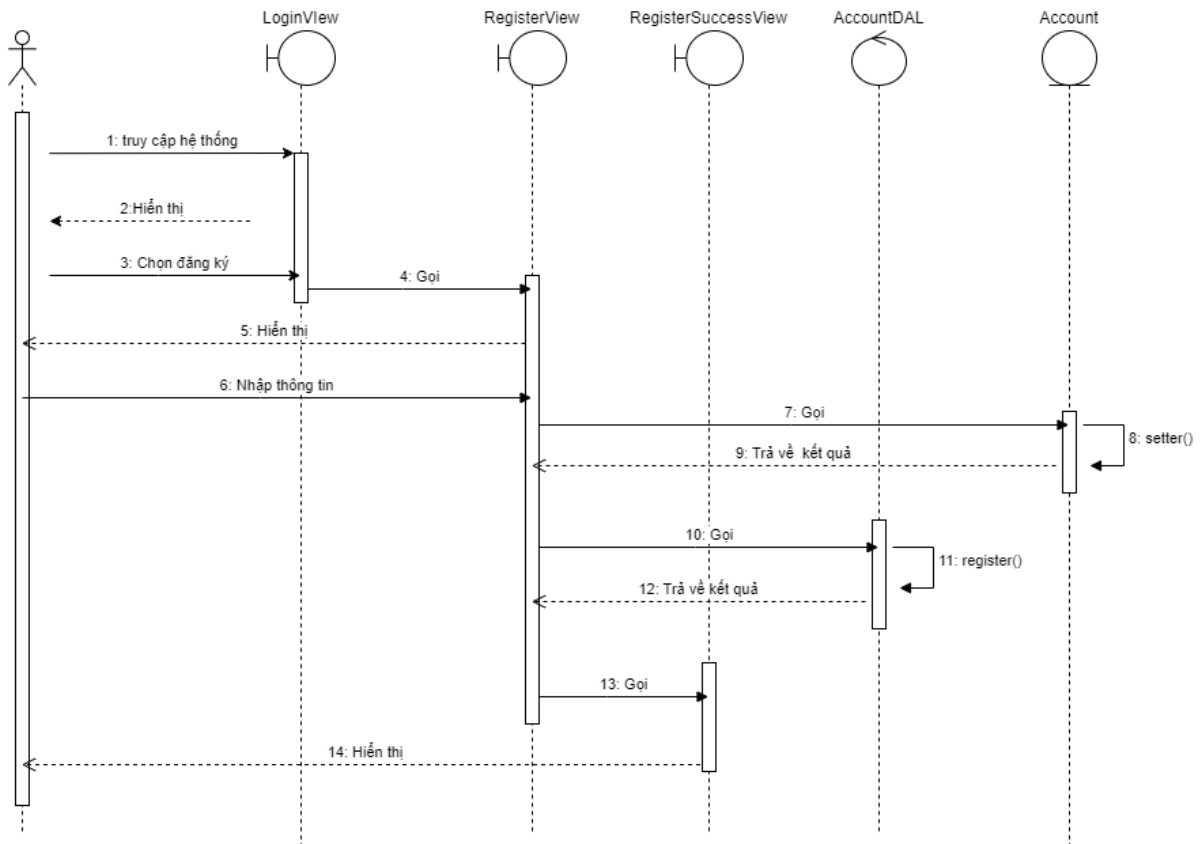 LoginVIew
RegisterView
RegisterSuccessView
AccountDAL
Account
1: truy cập hệ thống
2:Hiển thị
3: Chọn đăng ký
4: Gọi
5: Hiển thị
6: Nhập thông tin
7: Gọi
8: setter()
9: Trả về kết quả
10: Gọi
11: register()
12: Trả về kết quả
13: Gọi
14: Hiển thị